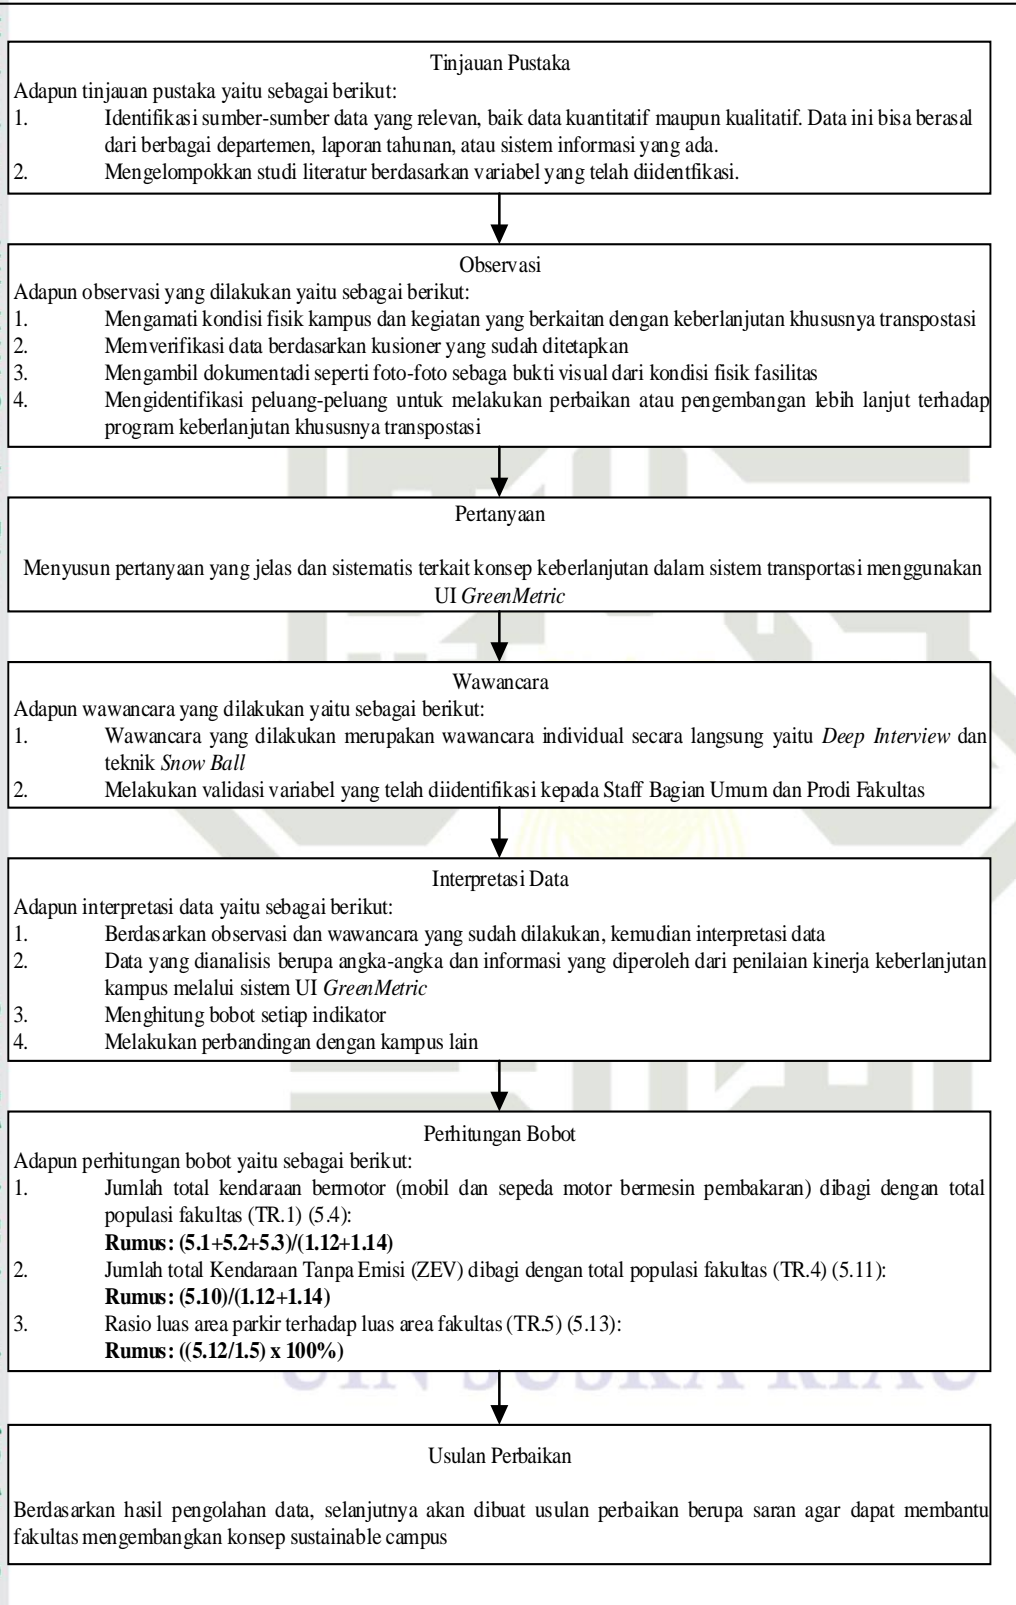 Tinjauan Pustaka
Adapun tinjauan pustaka yaitu sebagai berikut:
1. Identifikasi sumber-sumber data yang relevan, baik data kuantitatif maupun kualitatif. Data ini bisa berasal
dari berbagai departemen, laporan tahunan, atau sistem informasi yang ada.
2. Mengelompokkan studi literatur berdasarkan variabel yang telah diidentfikasi.
Observasi
Adapun observasi yang dilakukan yaitu sebagai berikut:
1. Mengamati kondisi fisik kampus dan kegiatan yang berkaitan dengan keberlanjutan khususnya transpostasi
2. Memverifikasi data berdasarkan kusioner yang sudah ditetapkan
3. Mengambil dokumentadi seperti foto-foto sebaga bukti visual dari kondisi fisik fasilitas
4. Mengidentifikasi peluang-peluang untuk melakukan perbaikan atau pengembangan lebih lanjut terhadap
program keberlanjutan khususnya transpostasi
Pertanyaan
Menyusun pertanyaan yang jelas dan sistematis terkait konsep keberlanjutan dalam sistem transportasi menggunakan
UI GreenMetric
Wawancara
Adapun wawancara yang dilakukan yaitu sebagai berikut:
1. Wawancara yang dilakukan merupakan wawancara individual secara langsung yaitu Deep Interview dan
teknik Snow Ball
2. Melakukan validasi variabel yang telah diidentifikasi kepada Staff Bagian Umum dan Prodi Fakultas
Interpretasi Data
Adapun interpretasi data yaitu sebagai berikut:
1. Berdasarkan observasi dan wawancara yang sudah dilakukan, kemudian interpretasi data
2. Data yang dianalisis berupa angka-angka dan informasi yang diperoleh dari penilaian kinerja keberlanjutan
kampus melalui sistem UI GreenMetric
3. Menghitung bobot setiap indikator
4. Melakukan perbandingan dengan kampus lain
Perhitungan Bobot
Adapun perhitungan bobot yaitu sebagai berikut:
1. Jumlah total kendaraan bermotor (mobil dan sepeda motor bermesin pembakaran) dibagi dengan total
populasi fakultas (TR.1) (5.4):
Rumus: (5.1+5.2+5.3)/(1.12+1.14)
2. Jumlah total Kendaraan Tanpa Emisi (ZEV) dibagi dengan total populasi fakultas (TR.4) (5.11):
Rumus: (5.10)/(1.12+1.14)
3. Rasio luas area parkir terhadap luas area fakultas (TR.5) (5.13):
Rumus: ((5.12/1.5) x 100%)
UIN SUSKA RIAU
Usulan Perbaikan
Berdasarkan hasil pengolahan data, selanjutnya akan dibuat usulan perbaikan berupa saran agar dapat membantu
fakultas mengembangkan konsep sustainable campus